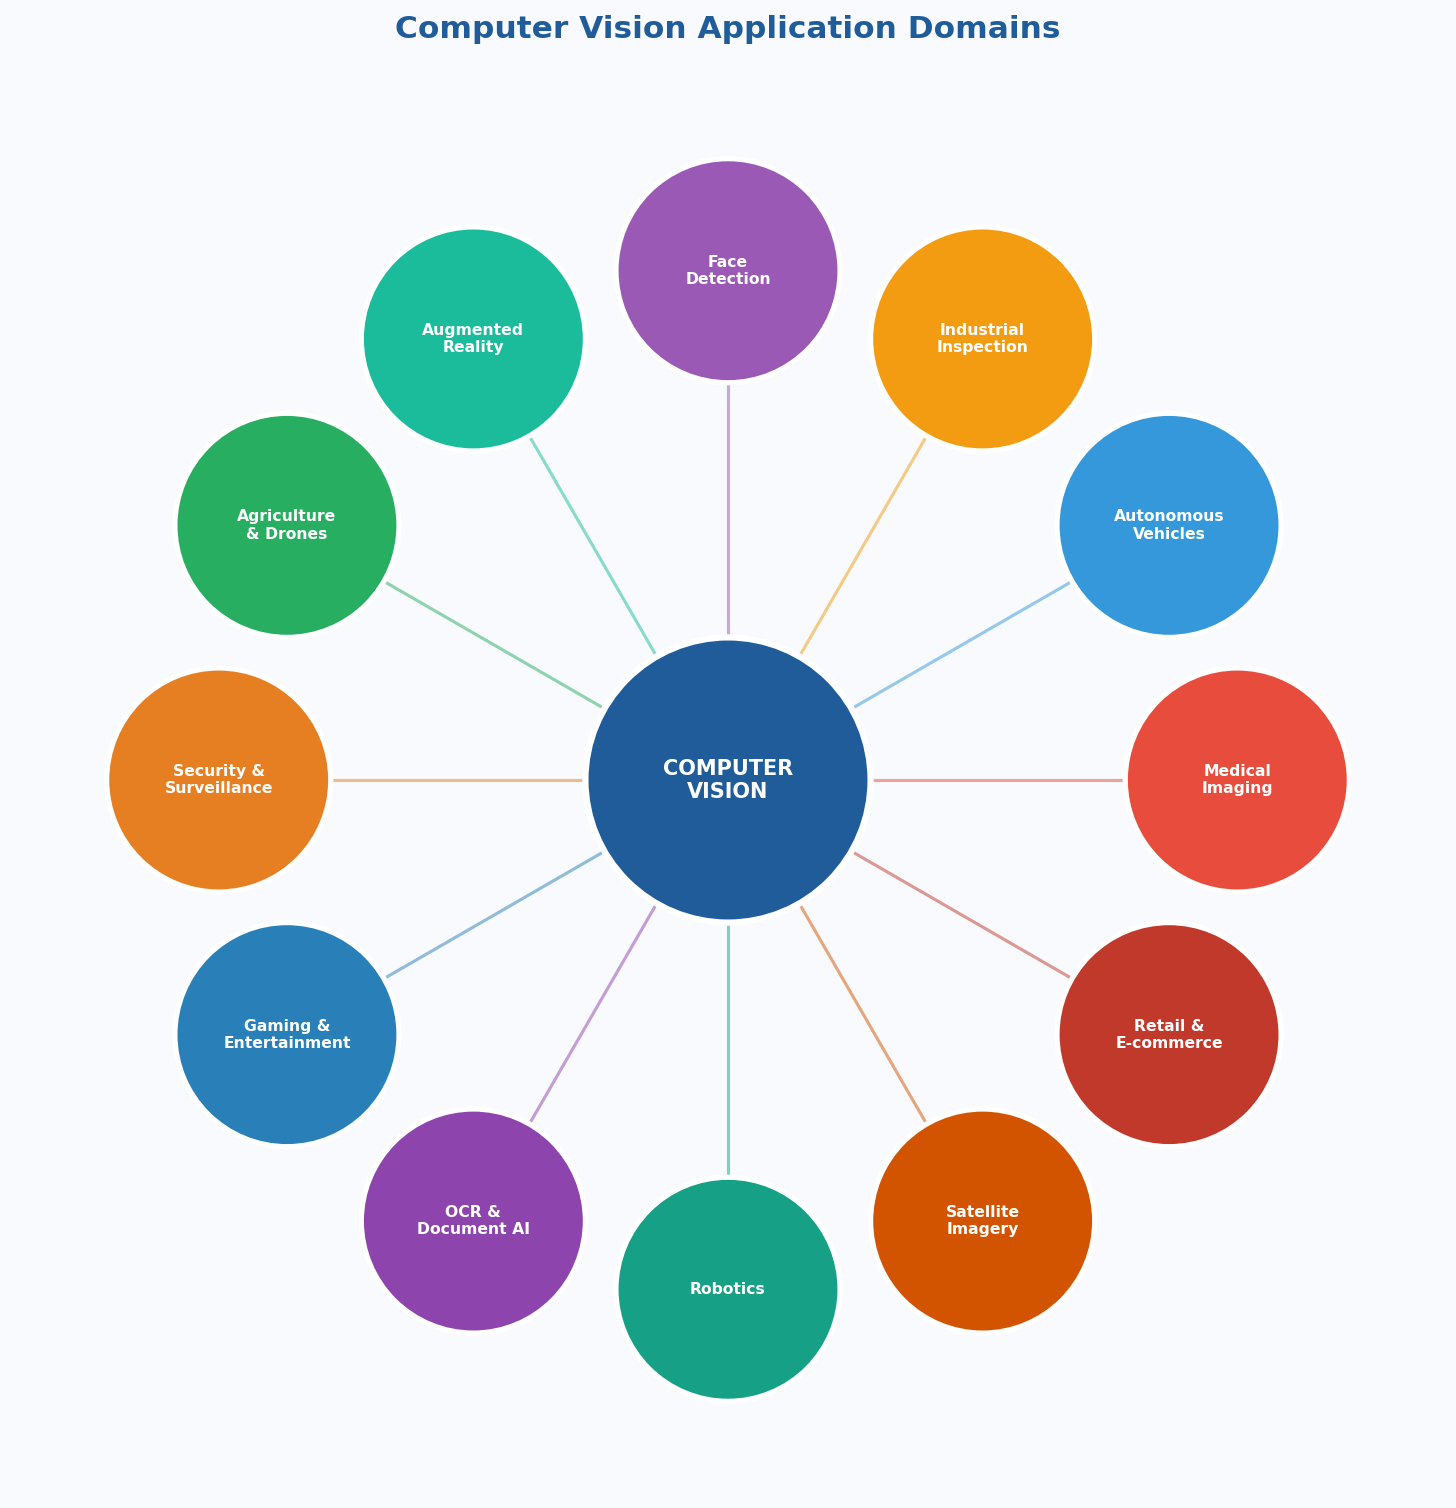 Computer Vision Application Domains
Face
Detection
Augmented
Reality
Industrial
Inspection
Agriculture
& Drones
Autonomous
Vehicles
Security &
Surveillance
COMPUTER
VISION
Medical
Imaging
Gaming &
Entertainment
Retail &
E-commerce
OCR &
Document AI
Satellite
Imagery
Robotics